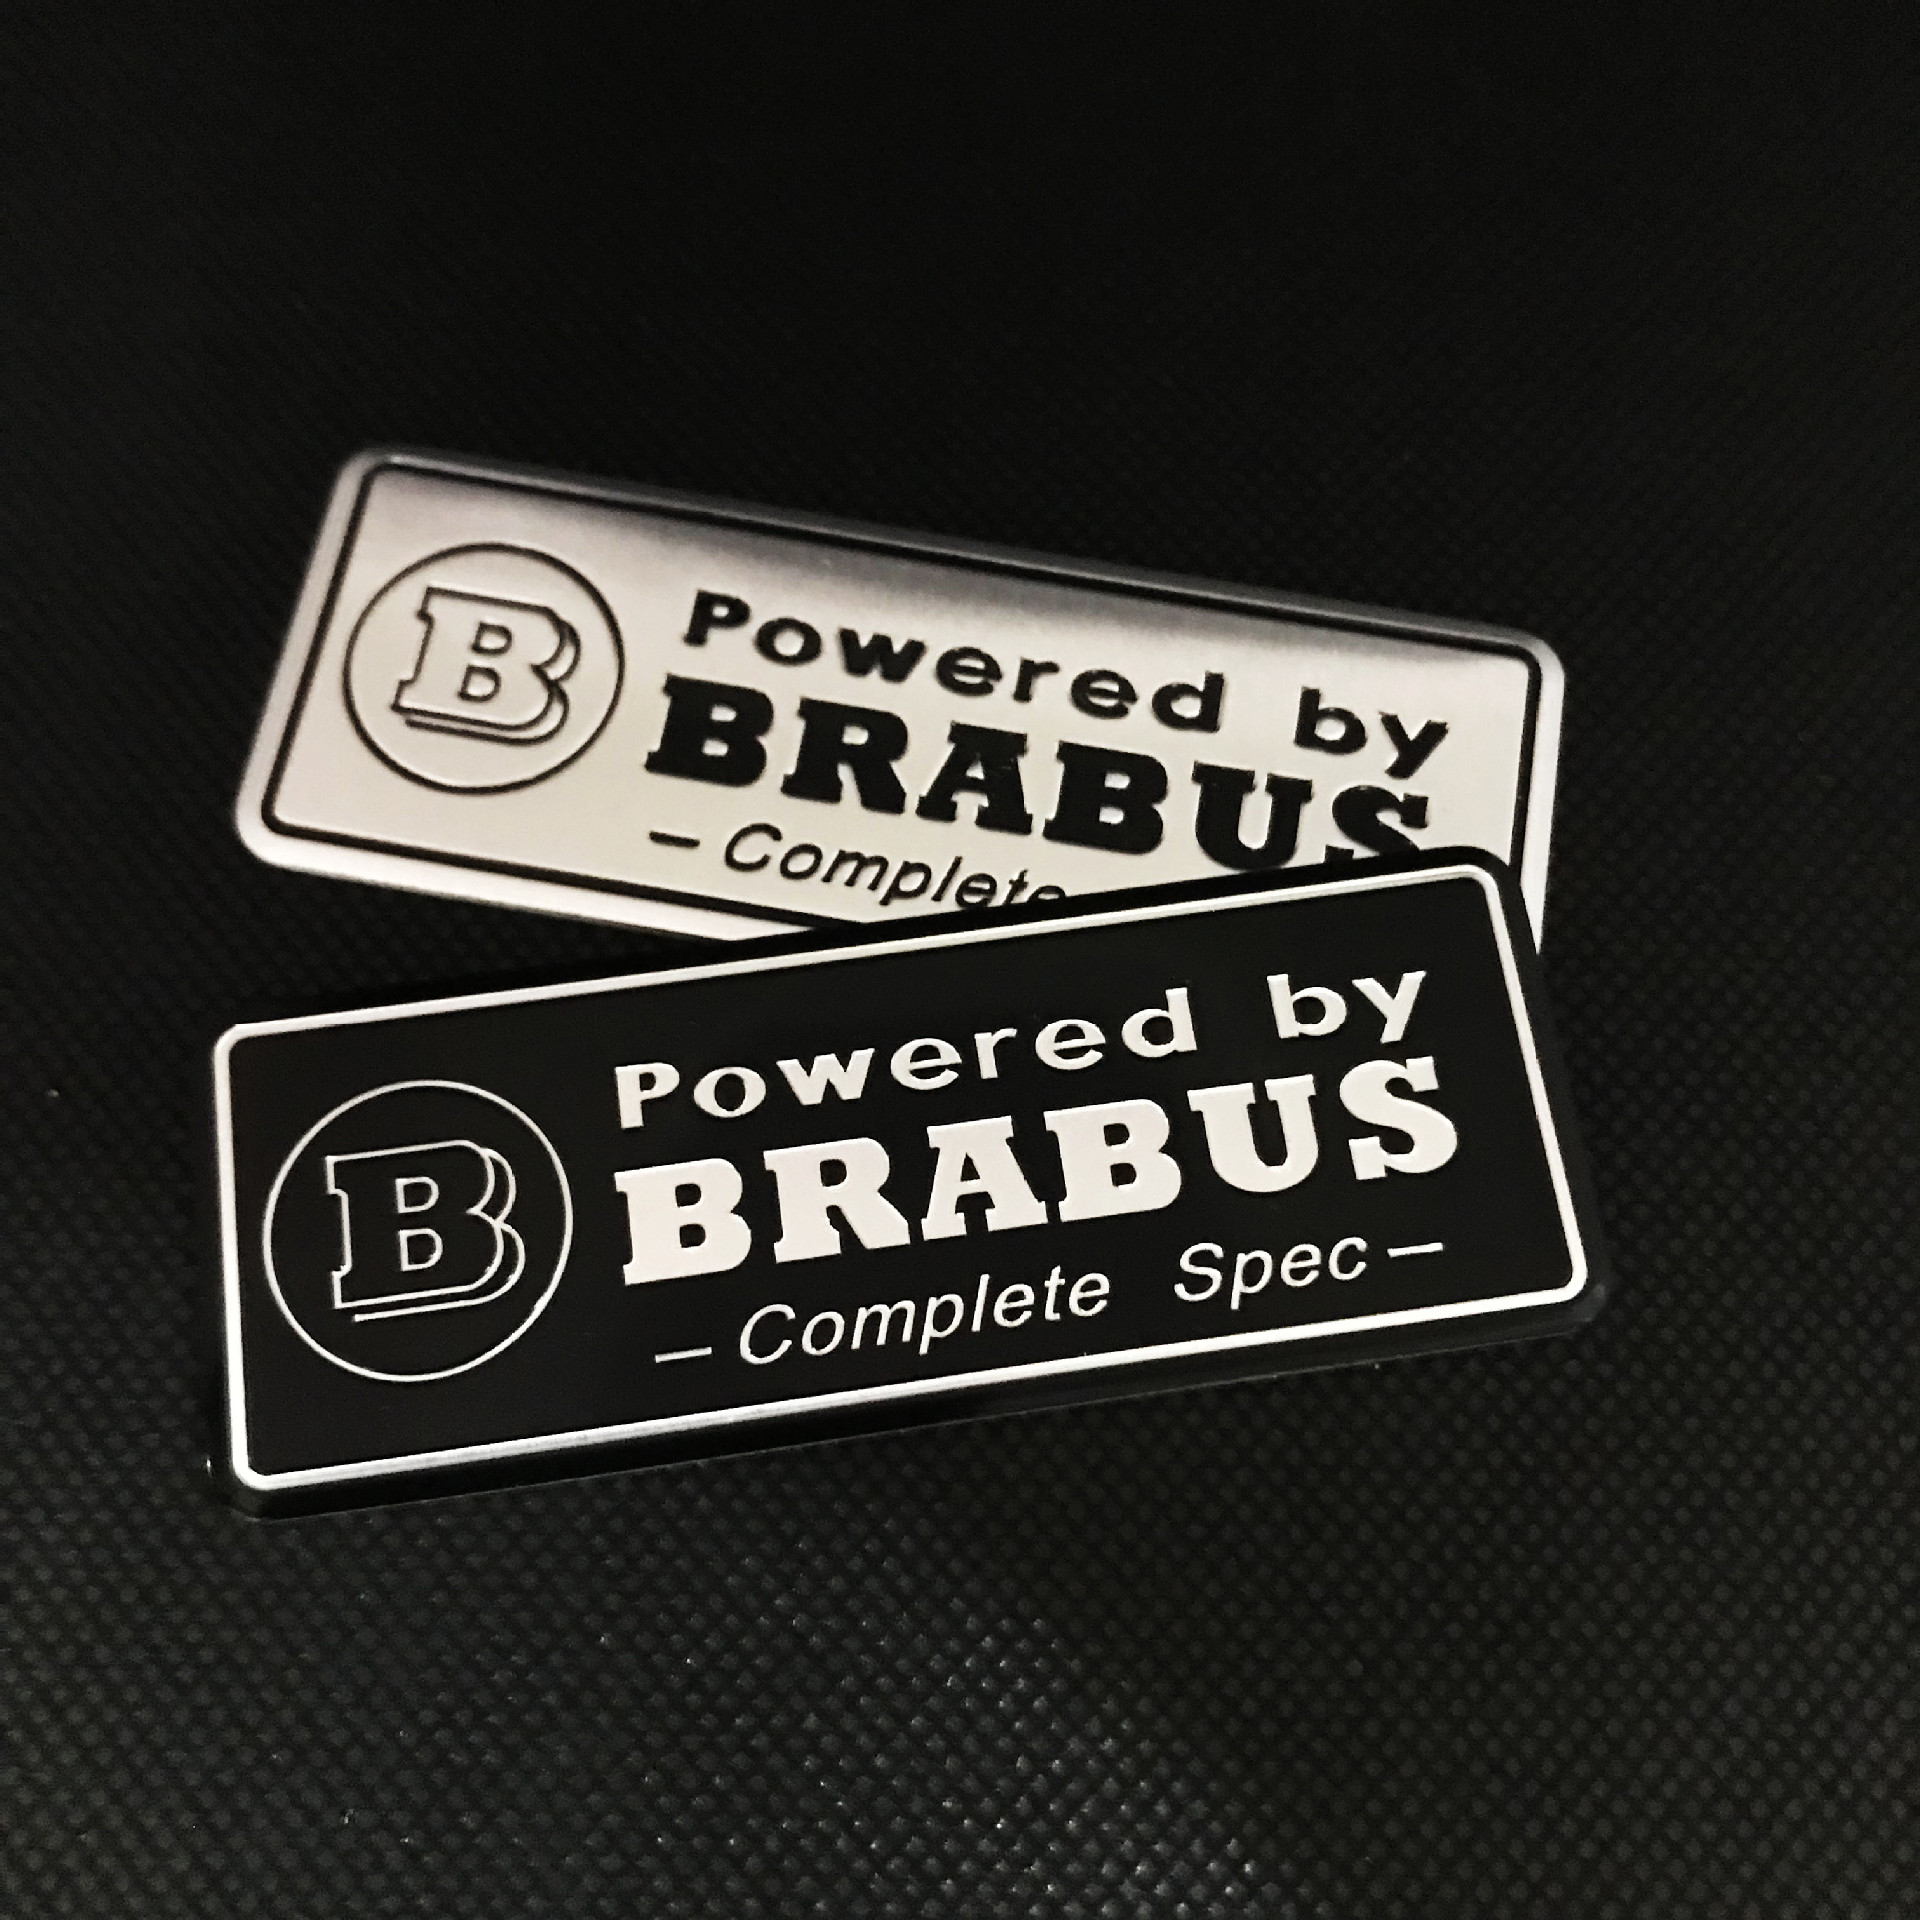 B
Powered by
BRABUS
- Complete
B
Powered by
BRABUS
- Complete Spec -